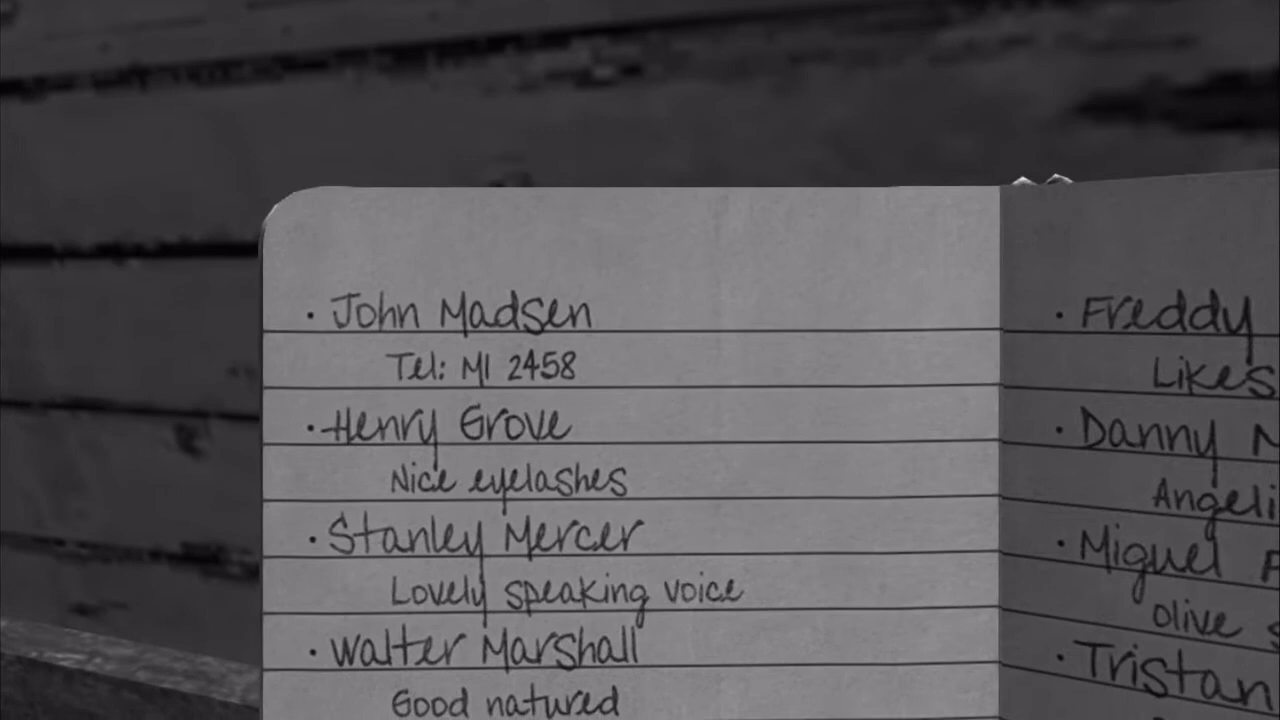 · John Madsen
Tel: MI 2458
· Henry Grove
Nice eyelashes
· Stanley Mercer
Lovely speaking voice
· Walter Marshall
Good natured
· Freddy
Likes
· Danny
· Miguel
Olive
· Tristan